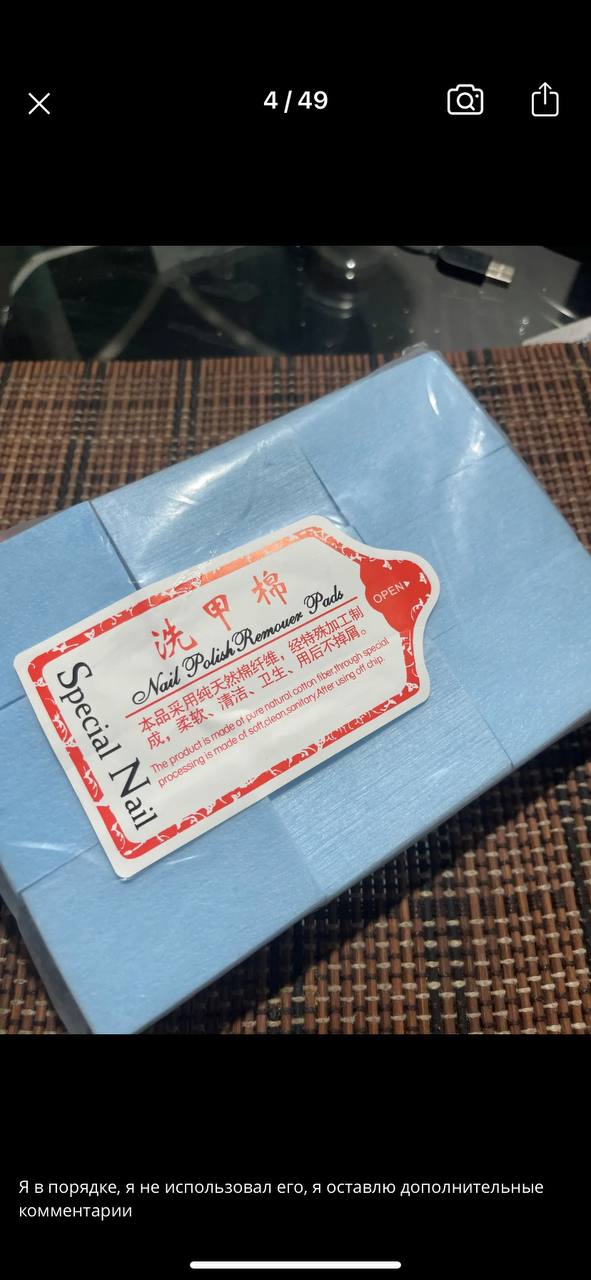 4 / 49
洗甲棉
Nail Polish Remouer Pads
本品采用纯天然棉纤维，经特殊加工制
成，柔软、清洁、卫生、用后不掉屑。
The product is made of pure natural cotton fiber,through special
processing is made of soft,clean,sanitary.After using off chip.
Special Nail
OPEN
Я в порядке, я не использовал его, я оставлю дополнительные
комментарии